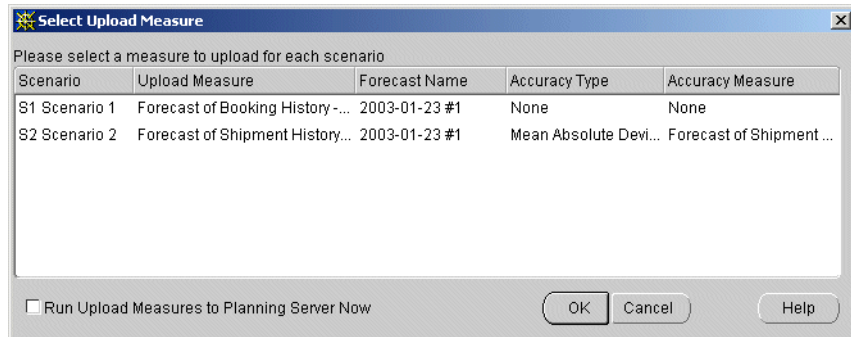 Select Upload Measure
Please select a measure to upload for each scenario
Scenario Upload Measure Forecast Name Accuracy Type Accuracy Measure
S1 Scenario 1 Forecast of Booking History -... 2003-01-23 #1 None None
S2 Scenario 2 Forecast of Shipment History... 2003-01-23 #1 Mean Absolute Devi... Forecast of Shipment ...
Run Upload Measures to Planning Server Now OK Cancel Help